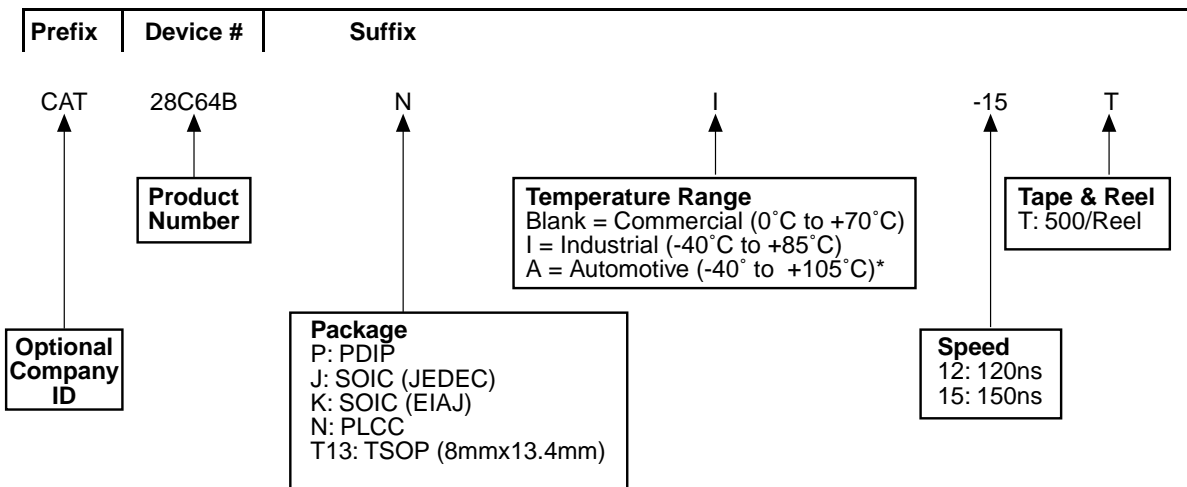 Prefix Device # Suffix
CAT 28C64B N I -15 T
Product
Number
Temperature Range
Blank = Commercial (0˚C to +70˚C)
I = Industrial (-40˚C to +85˚C)
A = Automotive (-40˚ to +105˚C)*
Tape & Reel
T: 500/Reel
Optional
Company
ID
Package
P: PDIP
J: SOIC (JEDEC)
K: SOIC (EIAJ)
N: PLCC
T13: TSOP (8mmx13.4mm)
Speed
12: 120ns
15: 150ns